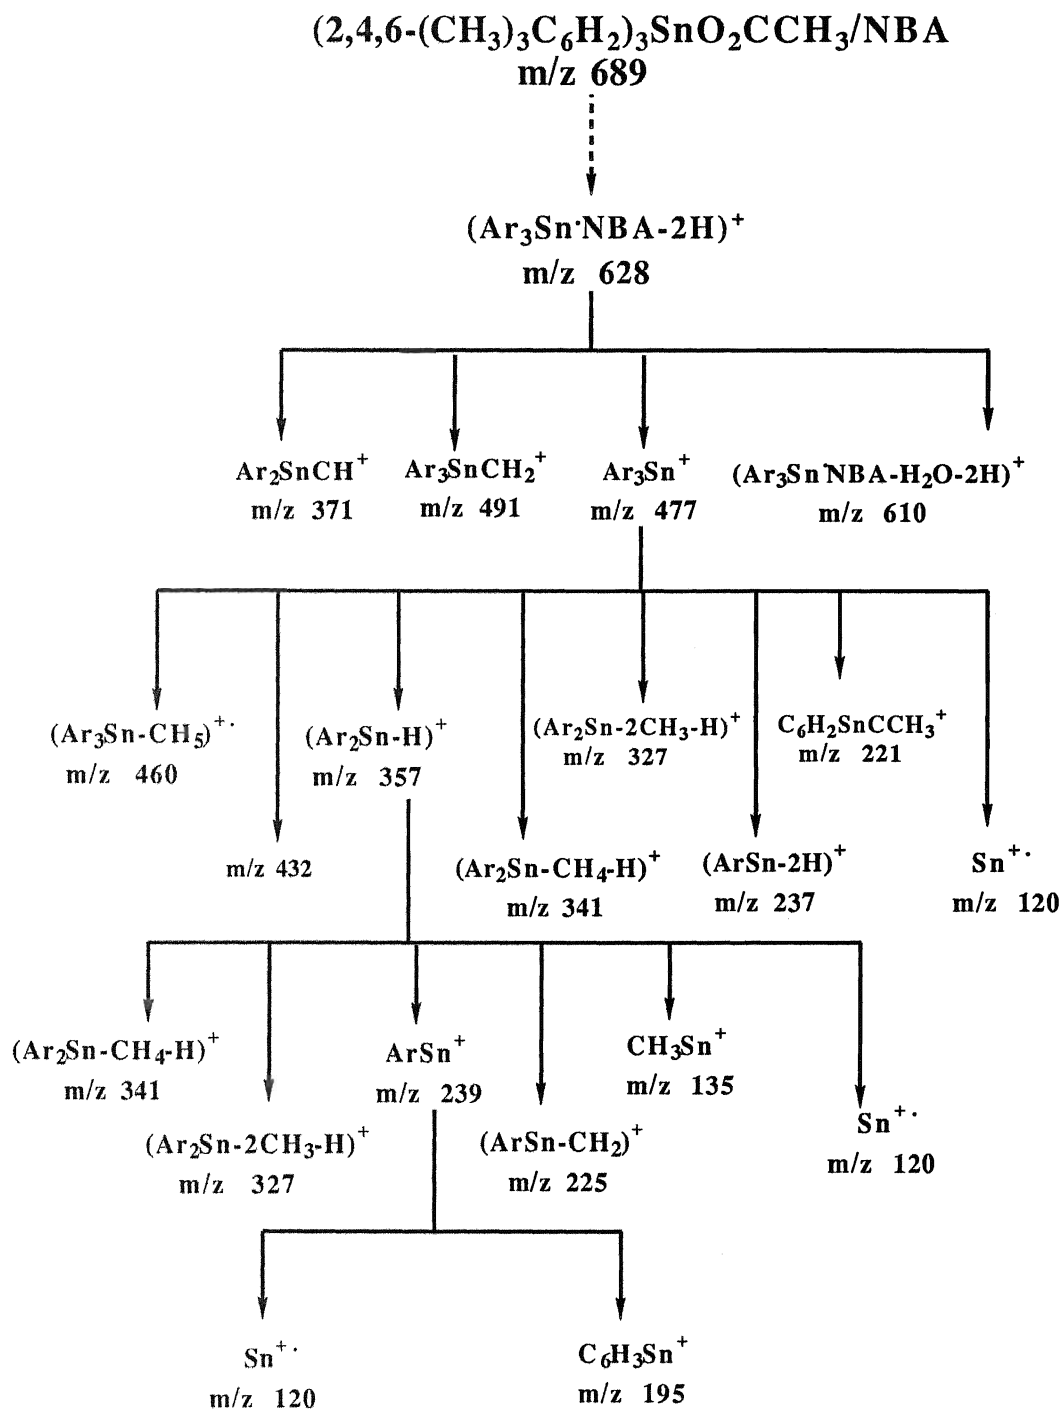 (2,4,6-(CH₃)₃C₆H₂)₃SnO₂CCH₃/NBA
m/z 689
(Ar₃Sn·NBA-2H)⁺
m/z 628
Ar₂SnCH⁺
m/z 371
Ar₃SnCH₂⁺
m/z 491
Ar₃Sn⁺
m/z 477
(Ar₃Sn·NBA-H₂O-2H)⁺
m/z 610
(Ar₃Sn-CH₅)⁺·
m/z 460
(Ar₂Sn-H)⁺
m/z 357
(Ar₂Sn-2CH₃-H)⁺
m/z 327
C₆H₂SnCCH₃⁺
m/z 221
m/z 432
(Ar₂Sn-CH₄-H)⁺
m/z 341
(ArSn-2H)⁺
m/z 237
Sn⁺·
m/z 120
(Ar₂Sn-CH₄-H)⁺
m/z 341
ArSn⁺
m/z 239
CH₃Sn⁺
m/z 135
(Ar₂Sn-2CH₃-H)⁺
m/z 327
(ArSn-CH₂)⁺
m/z 225
Sn⁺·
m/z 120
Sn⁺·
m/z 120
C₆H₃Sn⁺
m/z 195